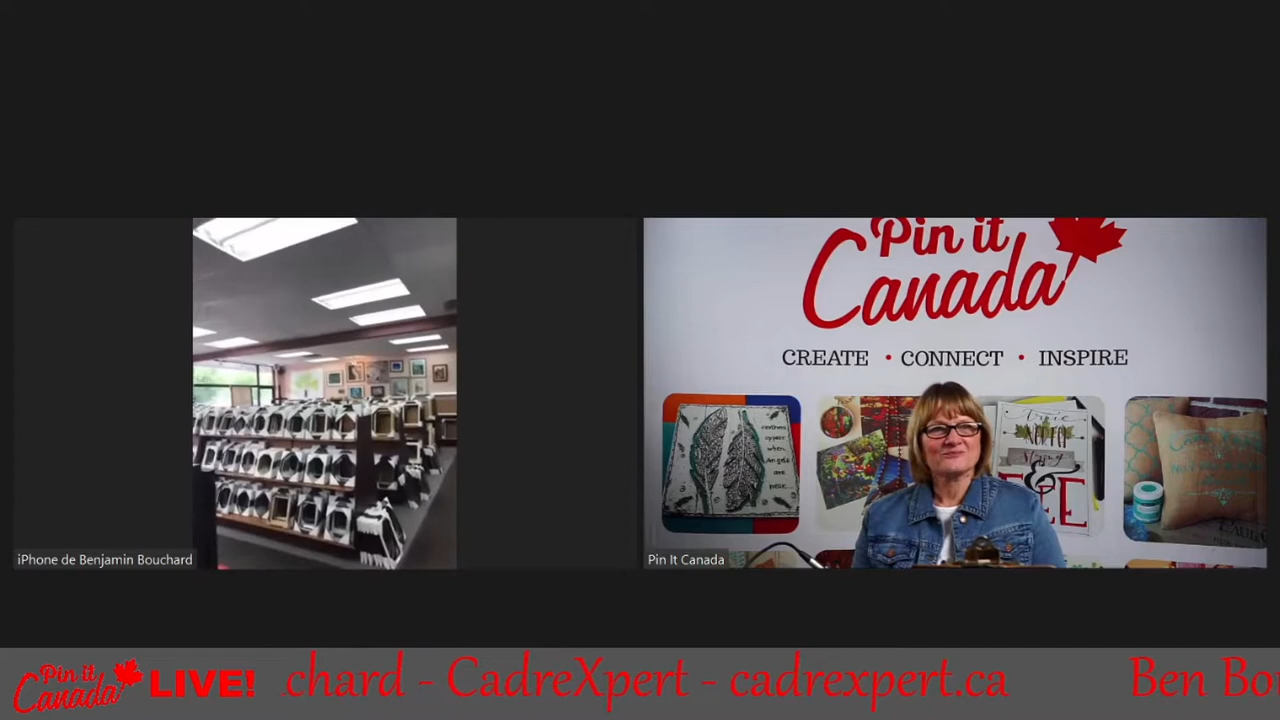 Pin it
Canada
CREATE • CONNECT • INSPIRE
iPhone de Benjamin Bouchard
Pin It Canada
Pin it
Canada
LIVE!
chard - CadreXpert - cadrexpert.ca
Ben Bo